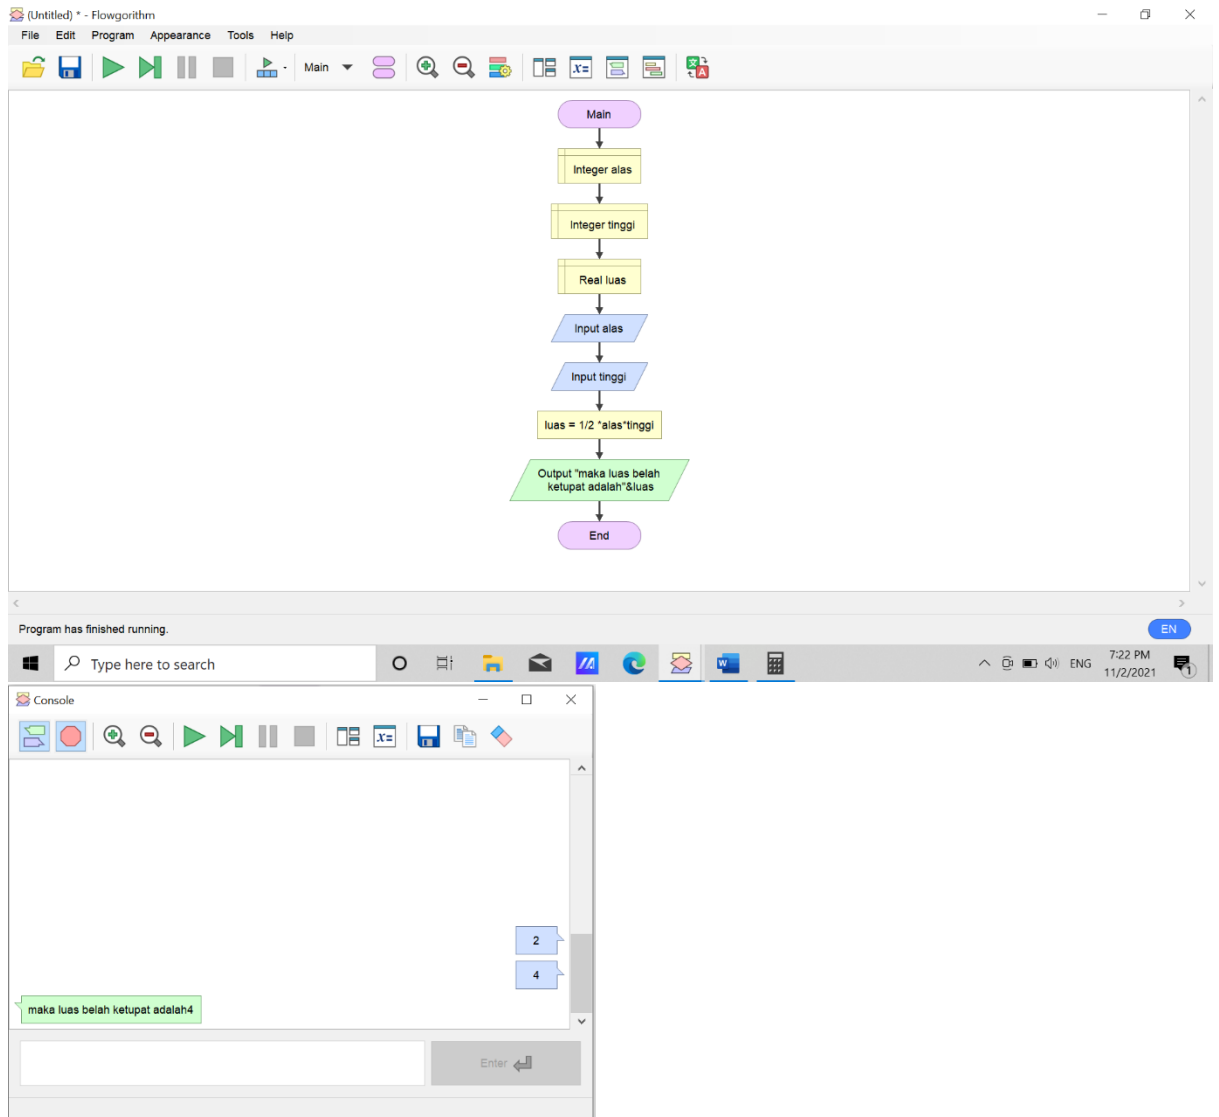 (Untitled) * - Flowgorithm
File Edit Program Appearance Tools Help
Main
x=
Main
Integer alas
Integer tinggi
Real luas
Input alas
Input tinggi
luas = 1/2 *alas*tinggi
Output "maka luas belah
ketupat adalah"&luas
End
Program has finished running.
EN
Type here to search
ENG
7:22 PM
11/2/2021
1
Console
x=
2
4
maka luas belah ketupat adalah4
Enter